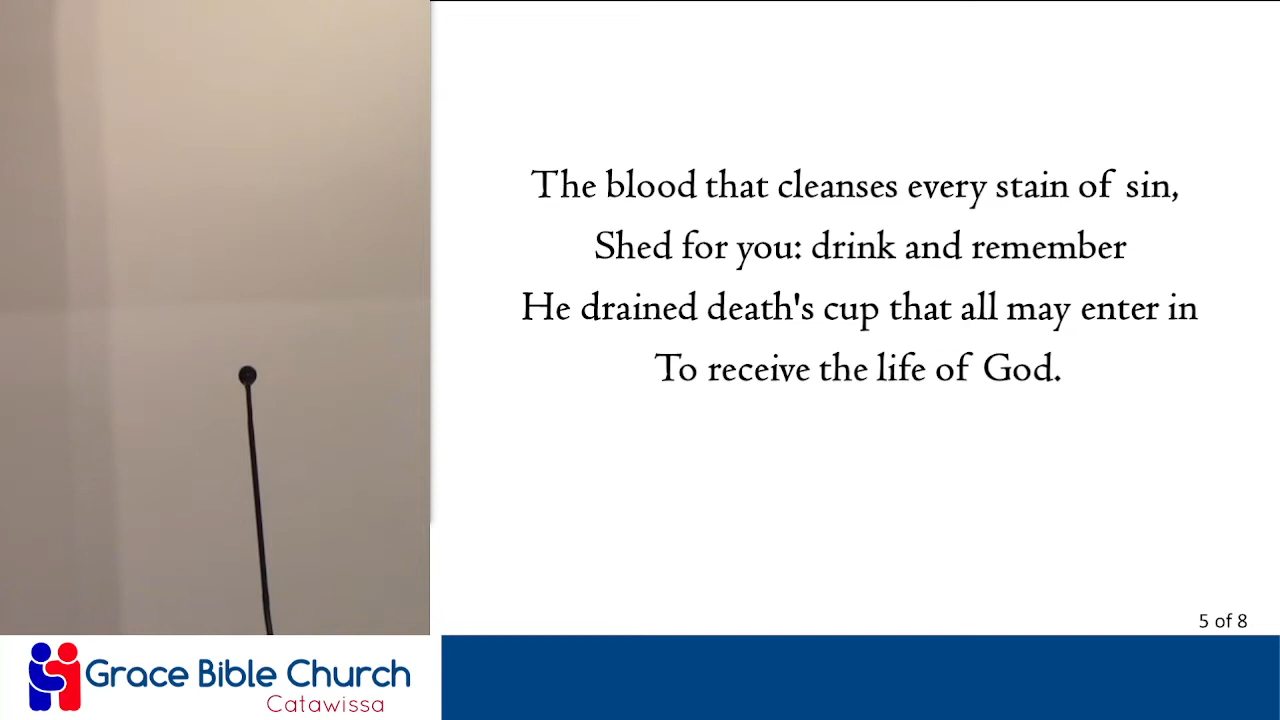 The blood that cleanses every stain of sin,
Shed for you: drink and remember
He drained death's cup that all may enter in
To receive the life of God.
5 of 8
Grace Bible Church
Catawissa